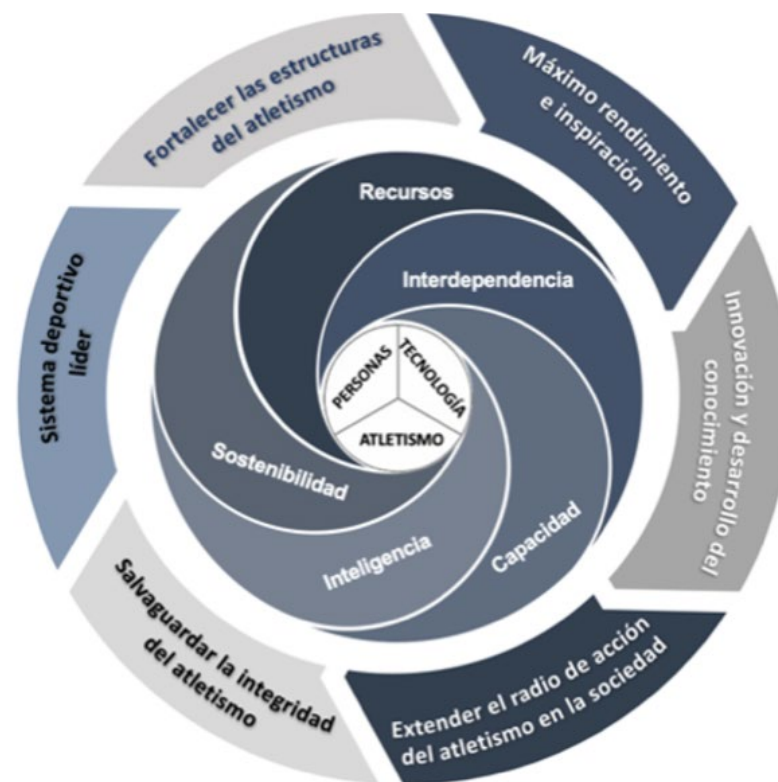 Fortalecer las estructuras
del atletismo
Máximo rendimiento
e inspiración
Innovación y desarrollo del
conocimiento
Extender el radio de acción
del atletismo en la sociedad
Salvaguardar la integridad
del atletismo
Sistema deportivo
líder
Recursos
Interdependencia
Capacidad
Inteligencia
Sostenibilidad
PERSONAS
TECNOLOGÍA
ATLETISMO